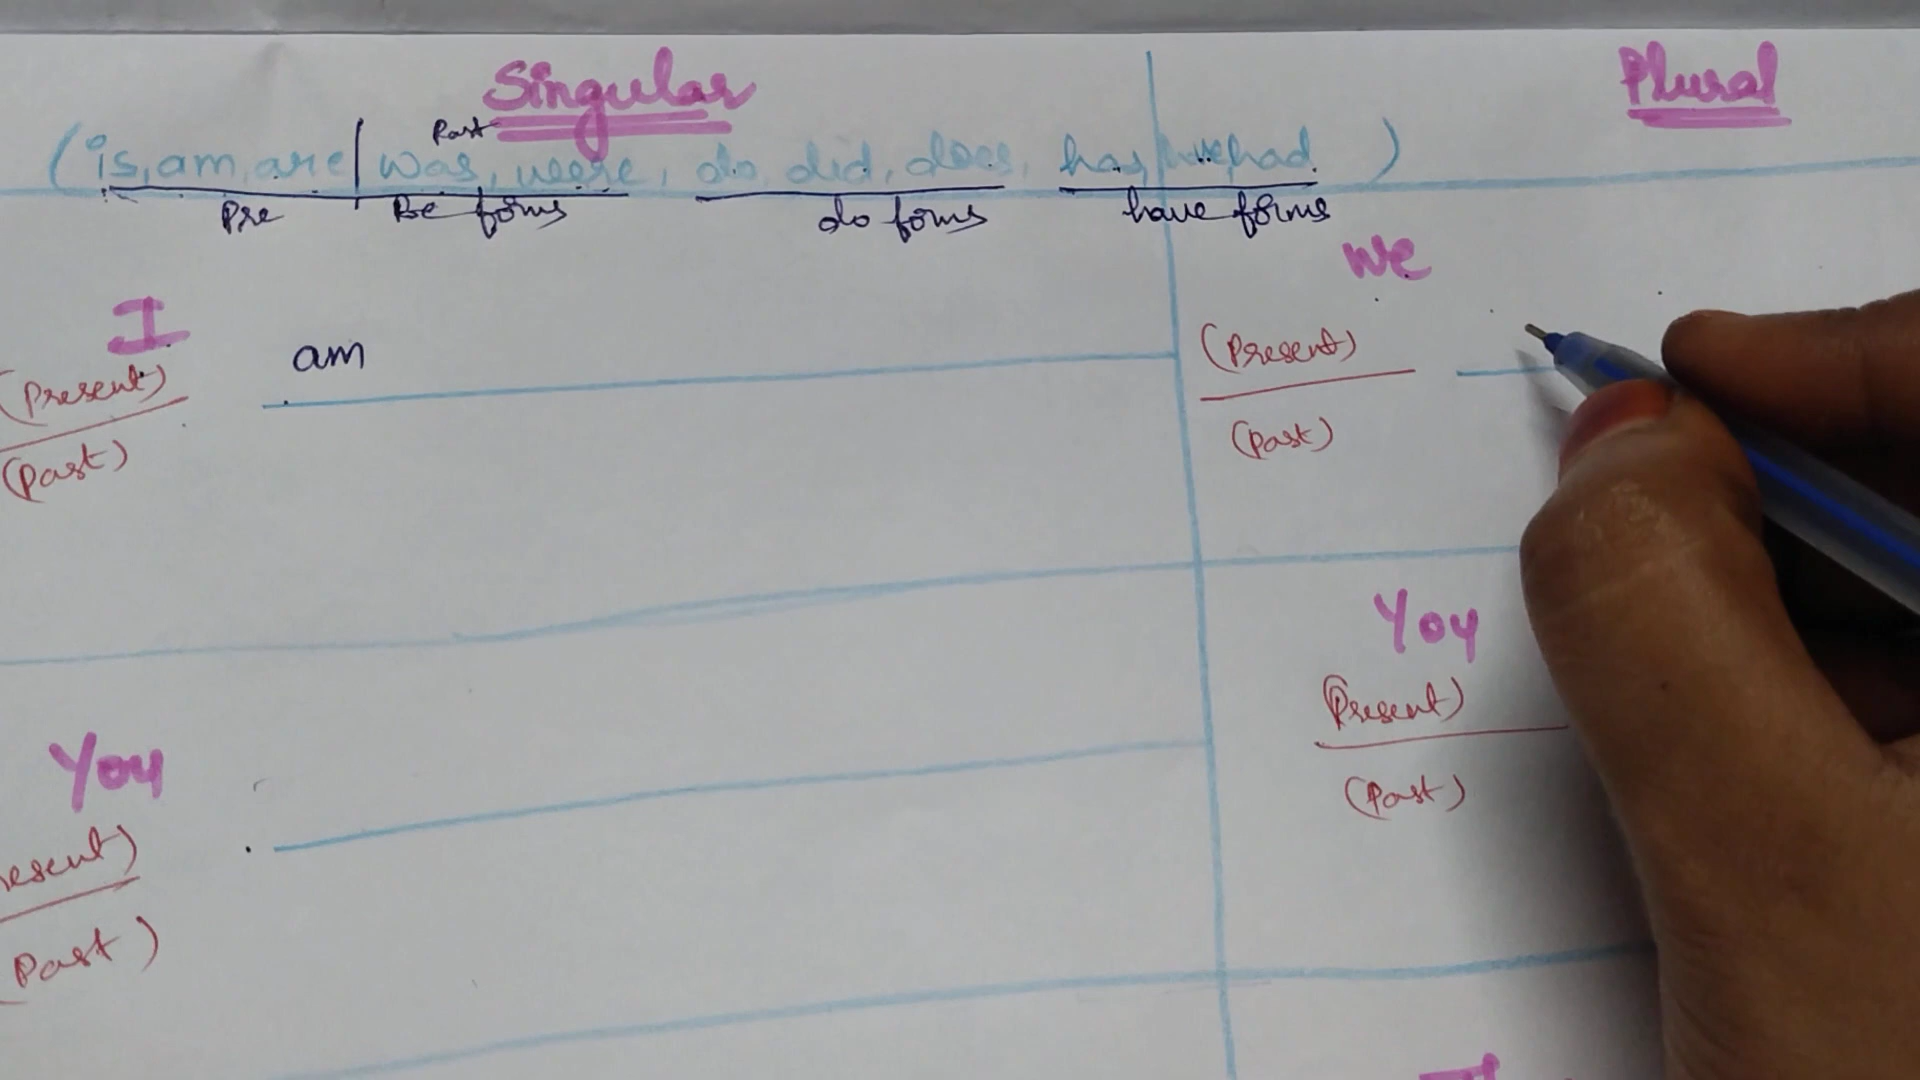 Singular
Plural
Past
(is, am, are | was, were, do did, does, has have had )
Pre Be forms do forms have forms
I
(Present)
(Past)
am
We
(Present)
(Past)
You
(Present)
(Past)
You
esent)
(Past)